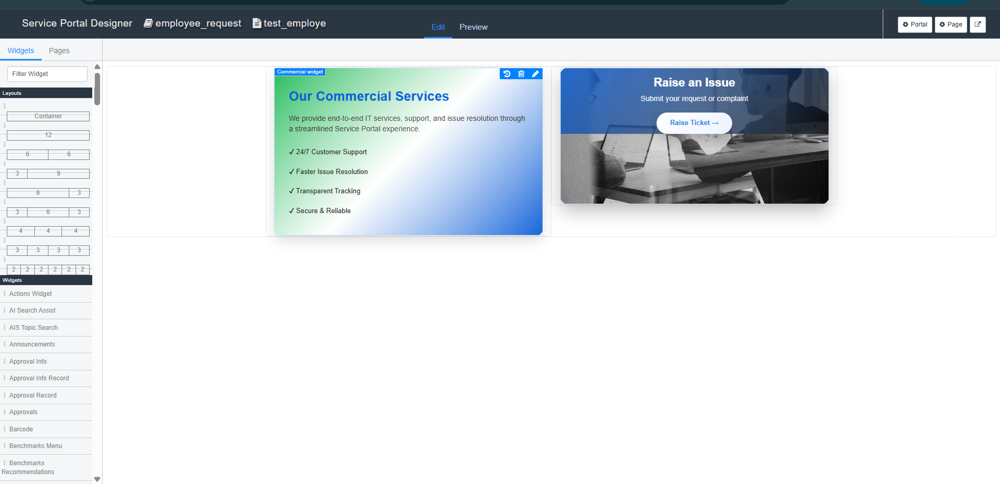 Service Portal Designer employee_request test_employe
Edit Preview
Portal Page
Widgets Pages
Filter Widget
Layouts
Container
12
6 6
3 9
9 3
3 6 3
4 4 4
3 3 3 3
2 2 2 2 2 2
Widgets
Actions Widget
AI Search Assist
AIS Topic Search
Announcements
Approval Info
Approval Info Record
Approval Record
Approvals
Barcode
Benchmarks Menu
Benchmarks
Recommendations
Commercial widget
Our Commercial Services
We provide end-to-end IT services, support, and issue resolution through
a streamlined Service Portal experience.
✓ 24/7 Customer Support
✓ Faster Issue Resolution
✓ Transparent Tracking
✓ Secure & Reliable
Raise an Issue
Submit your request or complaint
Raise Ticket →